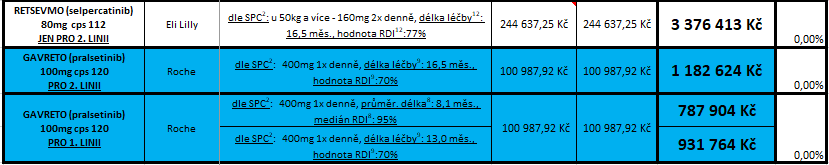 RETSEVMO (selpercatinib)
80mg cps 112
JEN PRO 2. LINII
Eli Lilly
dle SPC²: u 50kg a více - 160mg 2x denně, délka léčby¹²:
16,5 měs., hodnota RDI¹²:77%
244 637,25 Kč
244 637,25 Kč
3 376 413 Kč
0,00%
GAVRETO (pralsetinib)
100mg cps 120
PRO 2. LINII
Roche
dle SPC²: 400mg 1x denně, délka léčby⁹: 16,5 měs.,
hodnota RDI⁹:70%
100 987,92 Kč
100 987,92 Kč
1 182 624 Kč
0,00%
GAVRETO (pralsetinib)
100mg cps 120
PRO 1. LINII
Roche
dle SPC²: 400mg 1x denně, průměr. délka⁸: 8,1 měs.,
medián RDI⁸: 95%
dle SPC²: 400mg 1x denně, délka léčby⁹: 13,0 měs.,
hodnota RDI⁹:70%
100 987,92 Kč
100 987,92 Kč
787 904 Kč
931 764 Kč
0,00%